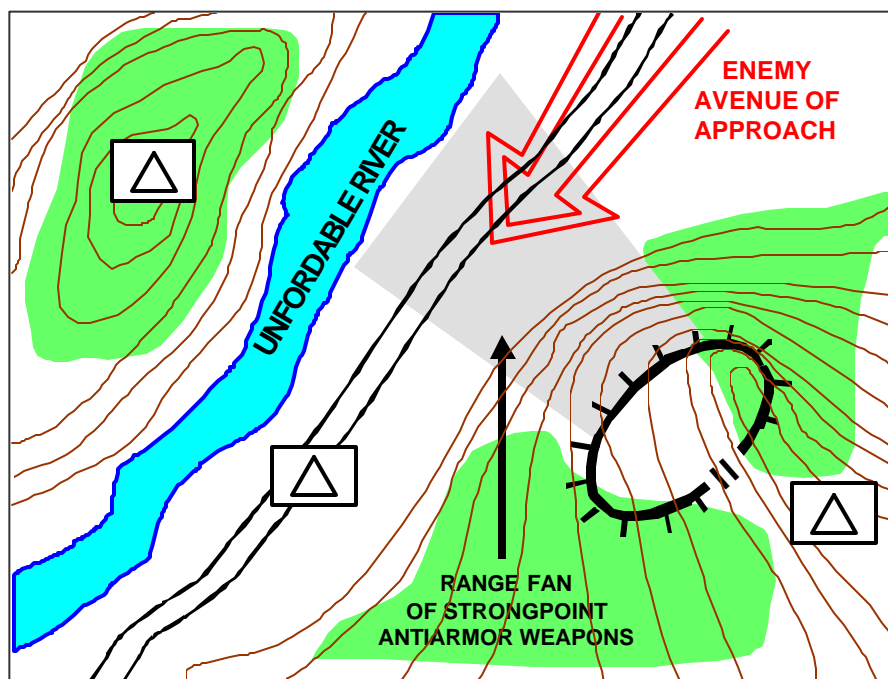 ENEMY
AVENUE OF
APPROACH
UNFORDABLE RIVER
RANGE FAN
OF STRONGPOINT
ANTIARMOR WEAPONS